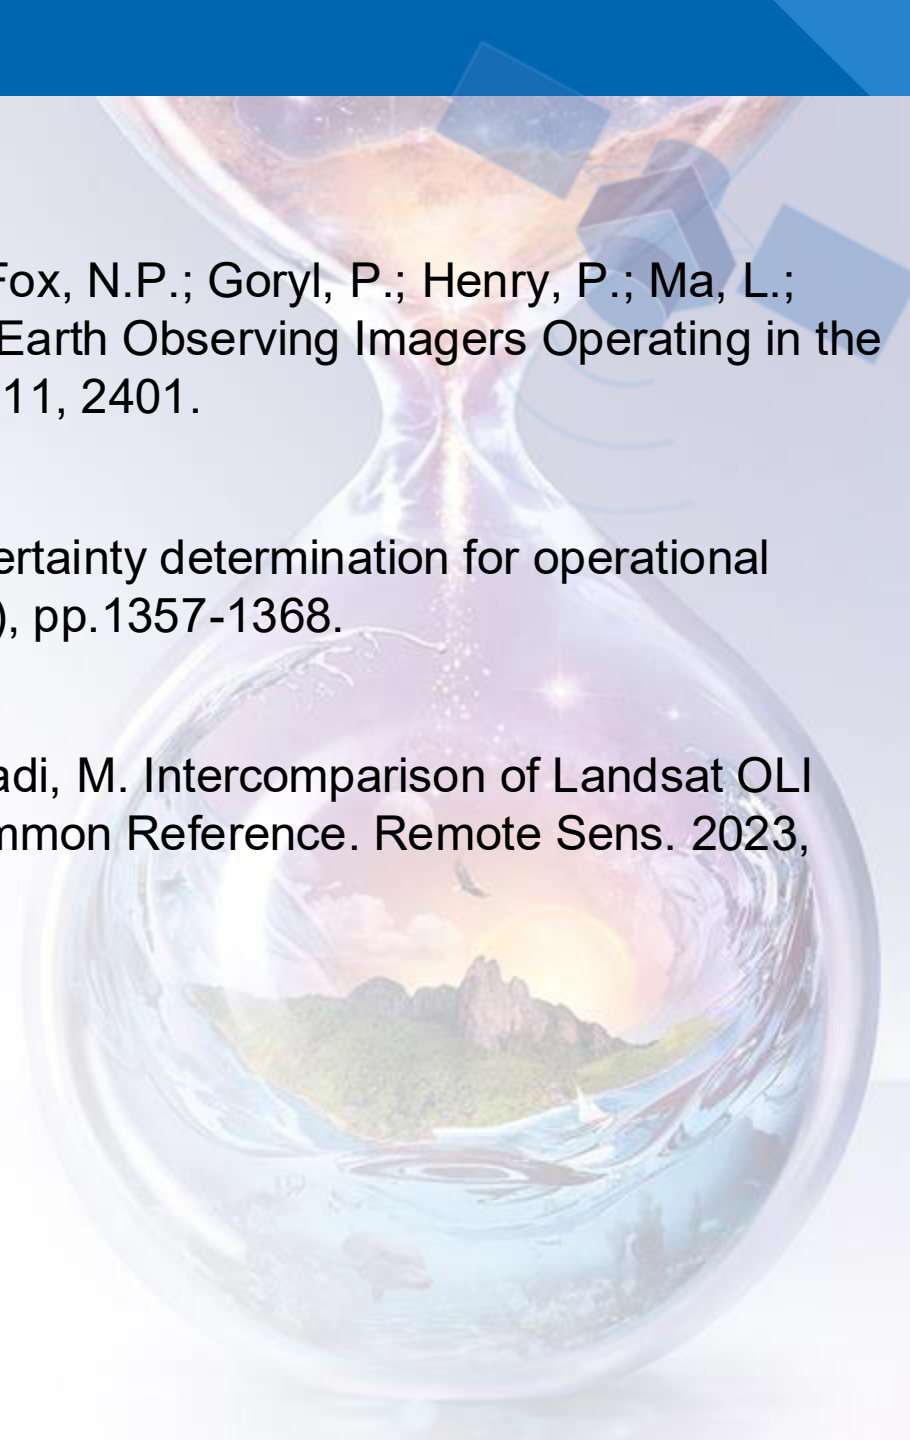 Fox, N.P.; Goryl, P.; Henry, P.; Ma, L.;
Earth Observing Imagers Operating in the
11, 2401.
ertainty determination for operational
), pp.1357-1368.
adi, M. Intercomparison of Landsat OLI
mmon Reference. Remote Sens. 2023,